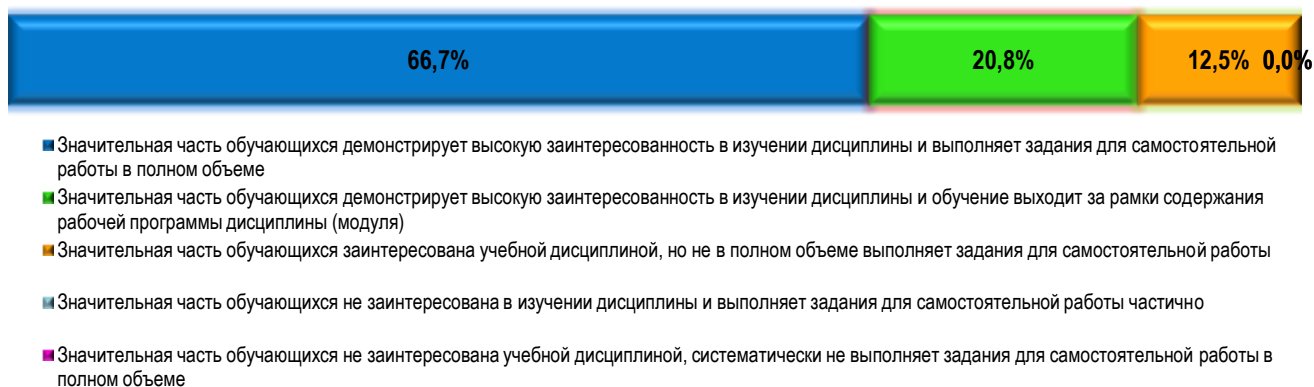 66,7% 20,8% 12,5% 0,0%
Значительная часть обучающихся демонстрирует высокую заинтересованность в изучении дисциплины и выполняет задания для самостоятельной
работы в полном объеме
Значительная часть обучающихся демонстрирует высокую заинтересованность в изучении дисциплины и обучение выходит за рамки содержания
рабочей программы дисциплины (модуля)
Значительная часть обучающихся заинтересована учебной дисциплиной, но не в полном объеме выполняет задания для самостоятельной работы
Значительная часть обучающихся не заинтересована в изучении дисциплины и выполняет задания для самостоятельной работы частично
Значительная часть обучающихся не заинтересована учебной дисциплиной, систематически не выполняет задания для самостоятельной работы в
полном объеме